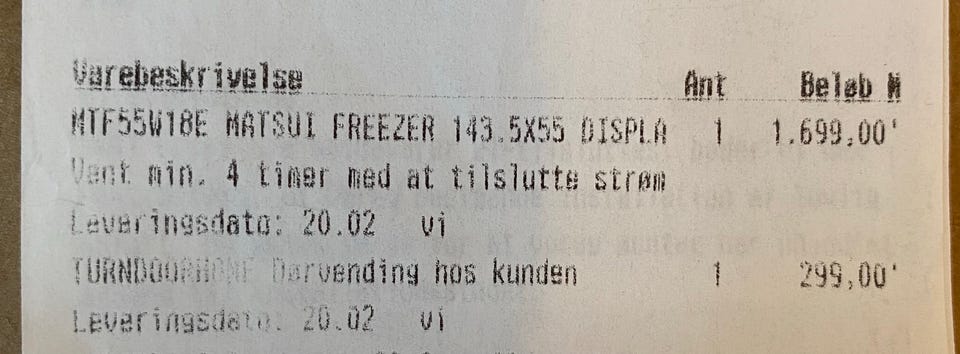 Varebeskrivelse Ant Beløb M
MTF55W18E MATSUI FREEZER 143.5X55 DISPLA 1 1.699,00'
Vent min. 4 timer med at tilslutte strøm
Leveringsdato: 20.02 vi
TURNDOORHOME Dørvending hos kunden 1 299,00'
Leveringsdato: 20.02 vi